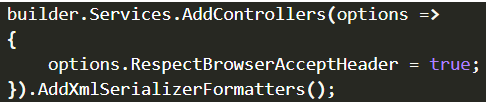 builder.Services.AddControllers(options =>
{
    options.RespectBrowserAcceptHeader = true;
}).AddXmlSerializerFormatters();